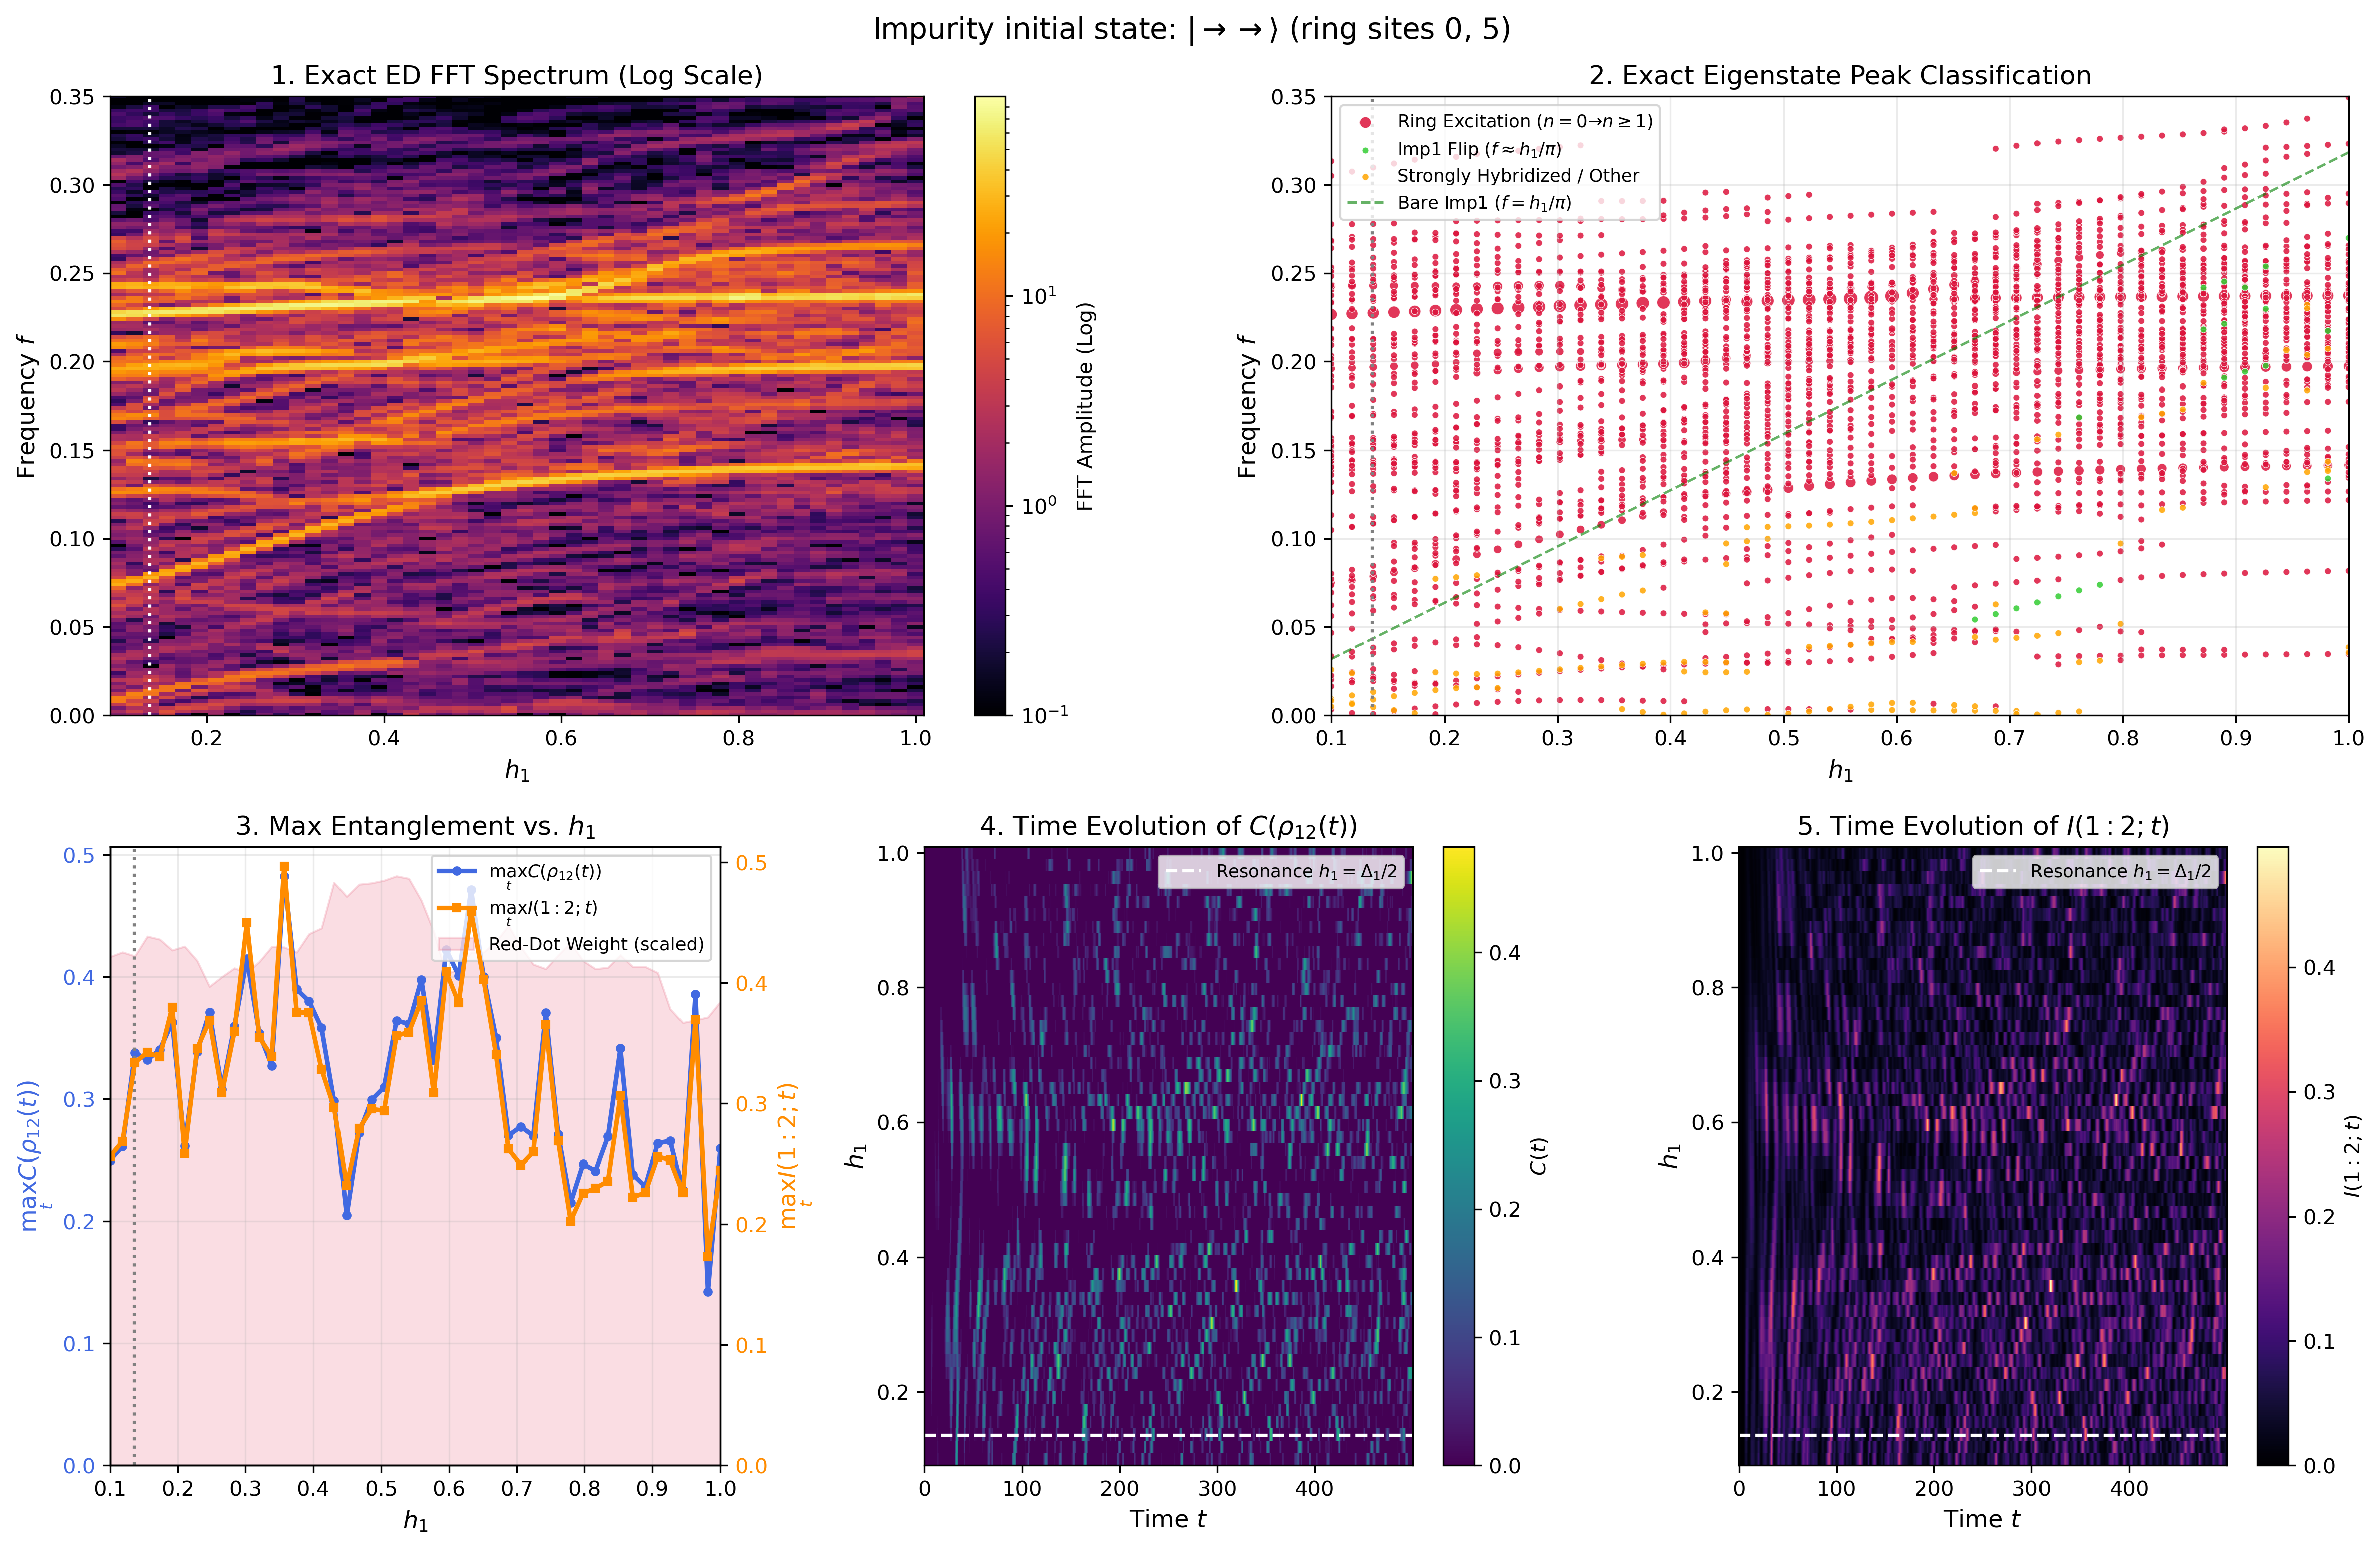 Impurity initial state: |→→⟩ (ring sites 0, 5)
1. Exact ED FFT Spectrum (Log Scale)
0.35
0.30
0.25
0.20
0.15
0.10
0.05
0.00
Frequency f
0.2
0.4
0.6
0.8
1.0
h₁
10¹
10⁰
10⁻¹
FFT Amplitude (Log)
2. Exact Eigenstate Peak Classification
Ring Excitation (n = 0→n ≥ 1)
Imp1 Flip (f ≈ h₁/π)
Strongly Hybridized / Other
Bare Imp1 (f = h₁/π)
0.35
0.30
0.25
0.20
0.15
0.10
0.05
0.00
Frequency f
0.1
0.2
0.3
0.4
0.5
0.6
0.7
0.8
0.9
1.0
h₁
3. Max Entanglement vs. h₁
max C(ρ₁₂(t))
t
max I(1 : 2; t)
t
Red-Dot Weight (scaled)
0.5
0.4
0.3
0.2
0.1
0.0
max C(ρ₁₂(t))
t
0.5
0.4
0.3
0.2
0.1
0.0
max I(1 : 2; t)
t
0.1
0.2
0.3
0.4
0.5
0.6
0.7
0.8
0.9
1.0
h₁
4. Time Evolution of C(ρ₁₂(t))
Resonance h₁ = Δ₁/2
1.0
0.8
0.6
0.4
0.2
h₁
0
100
200
300
400
Time t
0.4
0.3
0.2
0.1
0.0
C(t)
5. Time Evolution of I(1 : 2; t)
Resonance h₁ = Δ₁/2
1.0
0.8
0.6
0.4
0.2
h₁
0
100
200
300
400
Time t
0.4
0.3
0.2
0.1
0.0
I(1 : 2; t)